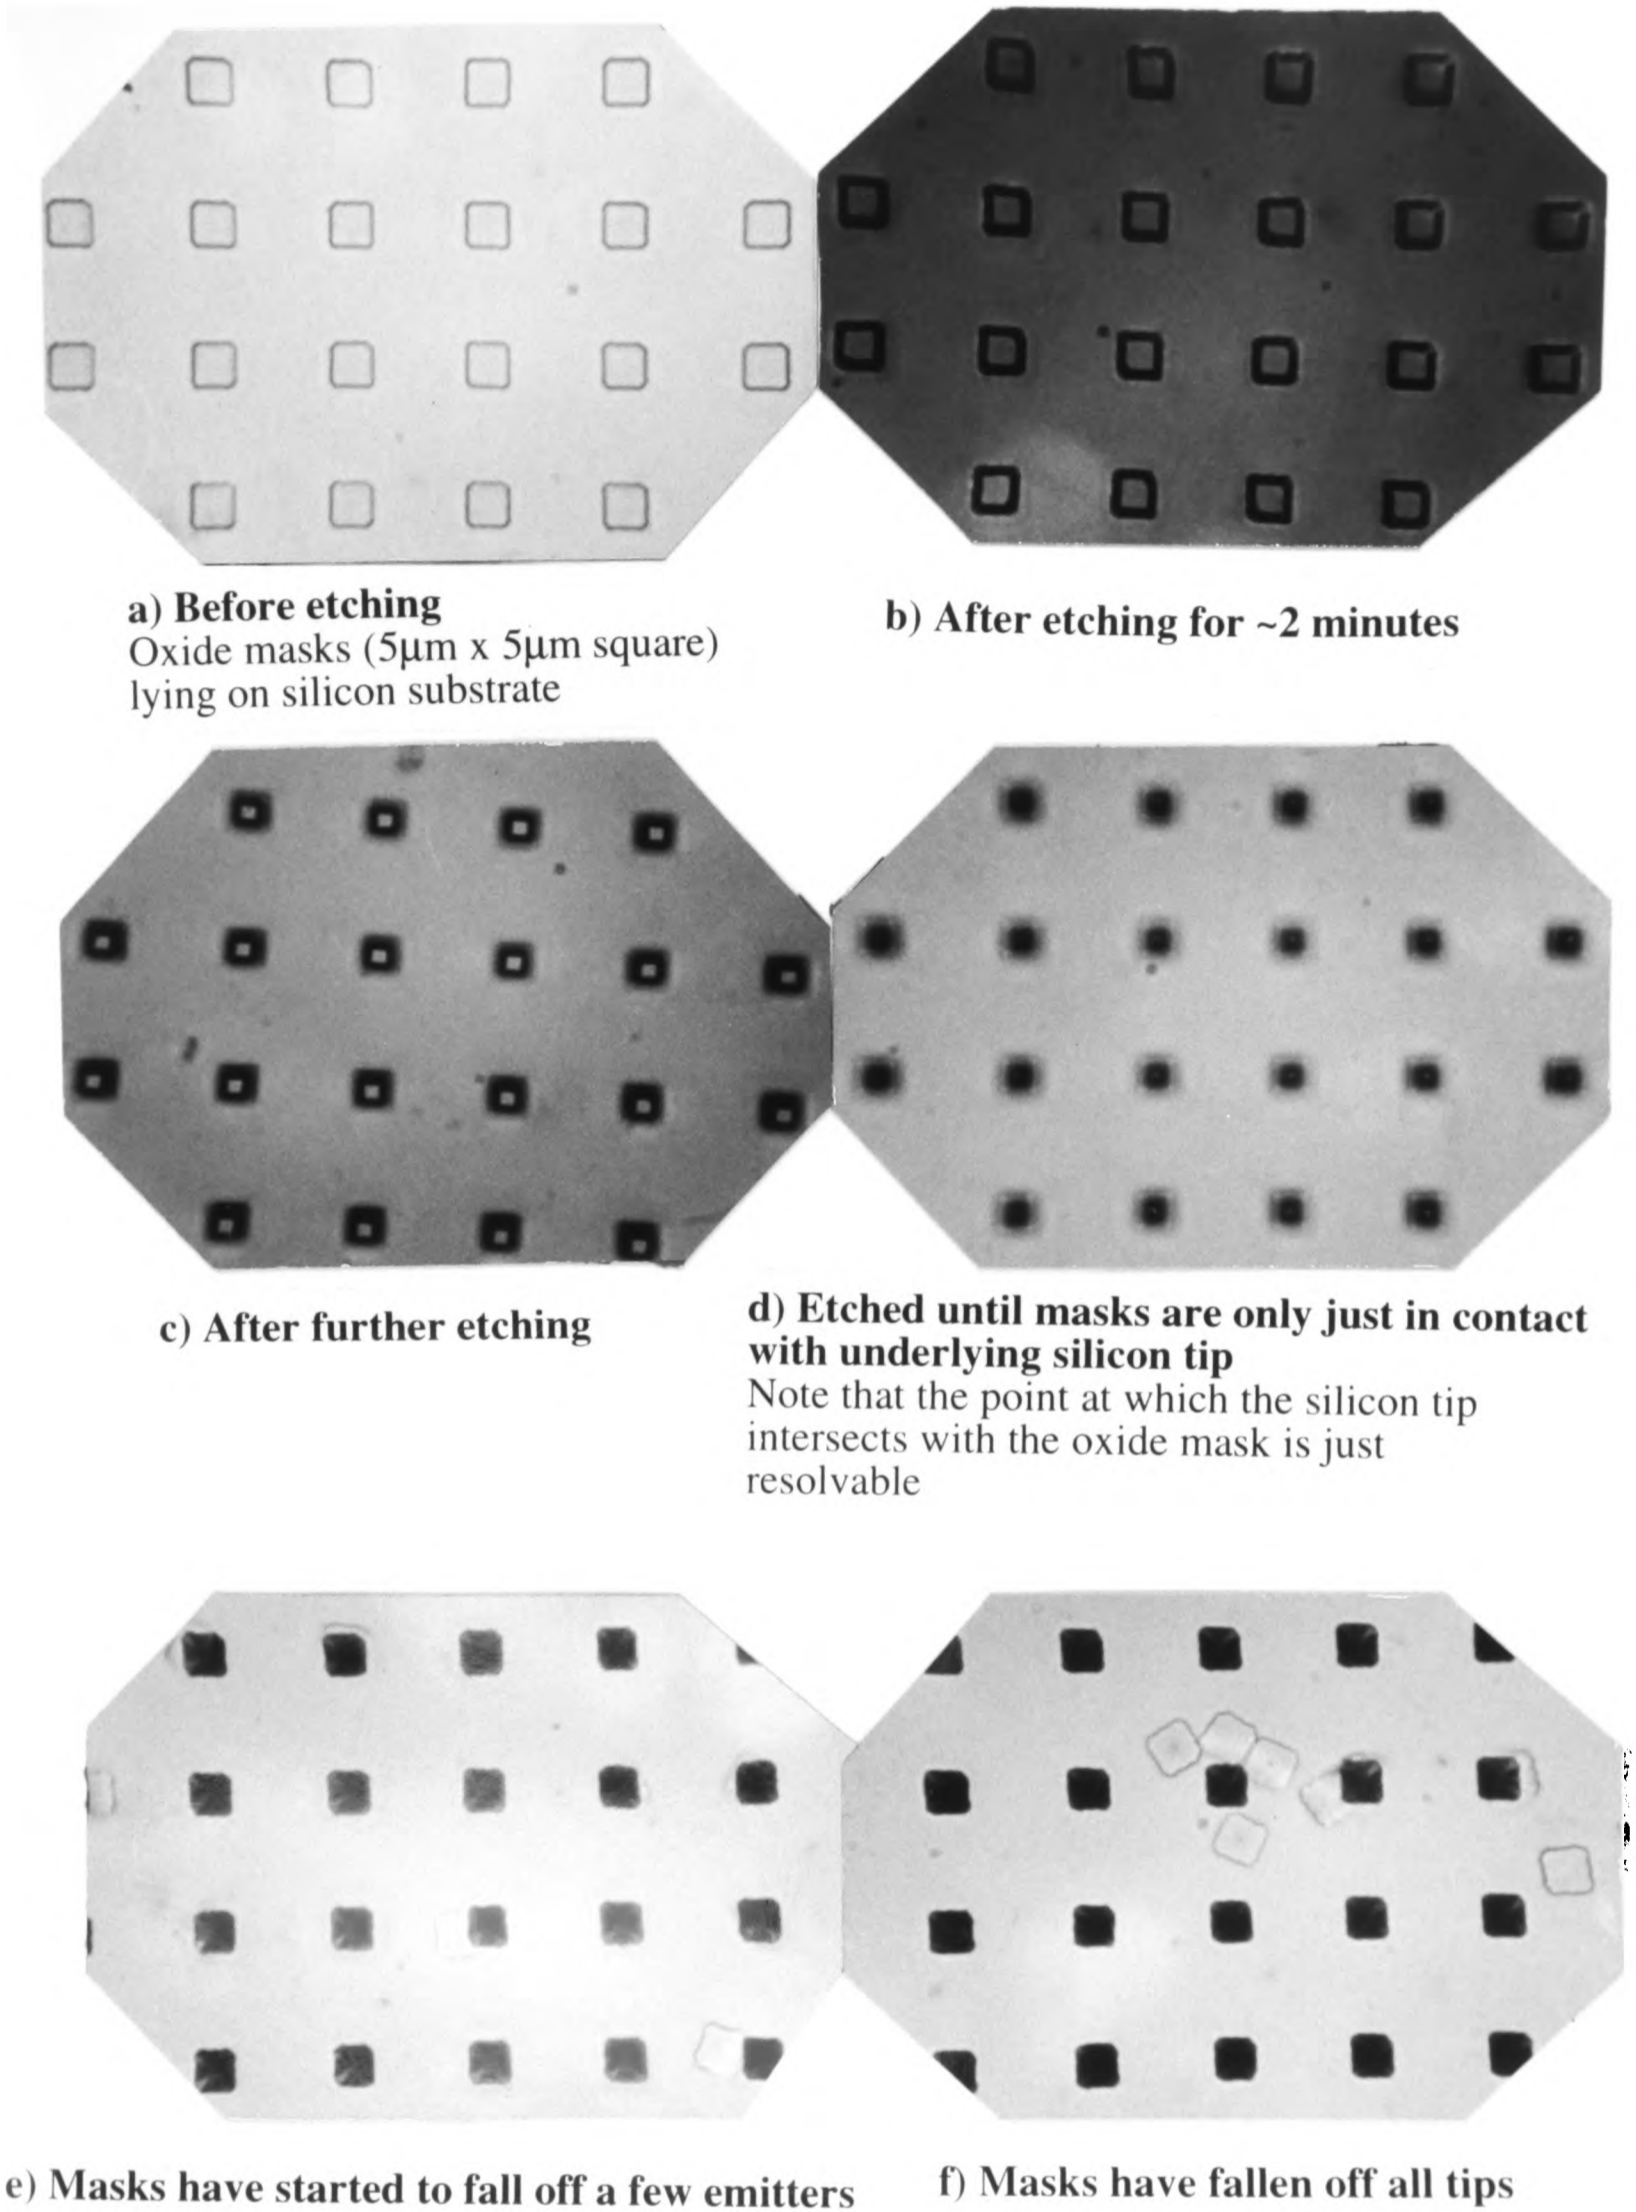 a) Before etching
Oxide masks (5µm x 5µm square)
lying on silicon substrate
b) After etching for ~2 minutes
c) After further etching
d) Etched until masks are only just in contact
with underlying silicon tip
Note that the point at which the silicon tip
intersects with the oxide mask is just
resolvable
e) Masks have started to fall off a few emitters
f) Masks have fallen off all tips